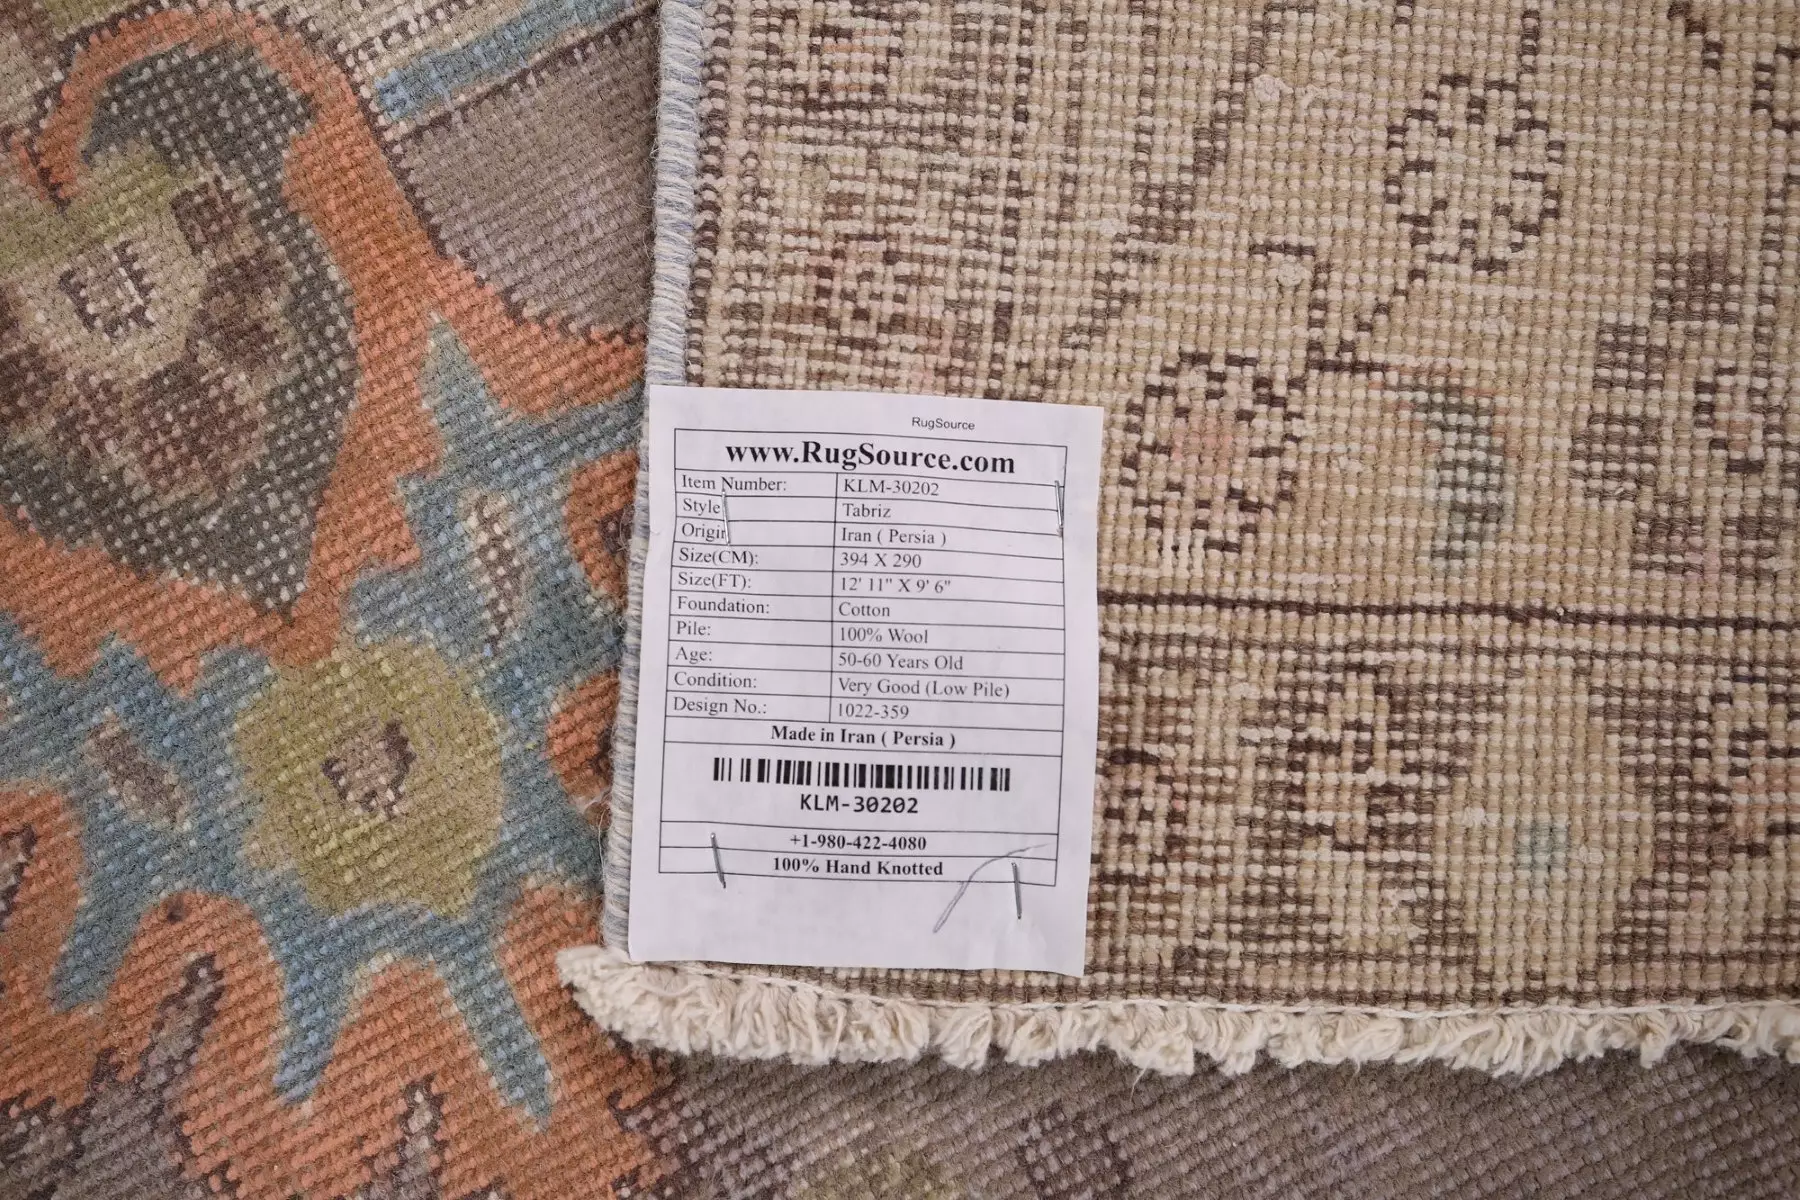 RugSource
www.RugSource.com
Item Number: KLM-30202
Style Tabriz
Origin Iran ( Persia )
Size(CM): 394 X 290
Size(FT): 12' 11" X 9' 6"
Foundation: Cotton
Pile: 100% Wool
Age: 50-60 Years Old
Condition: Very Good (Low Pile)
Design No.: 1022-359
Made in Iran ( Persia )
KLM-30202
+1-980-422-4080
100% Hand Knotted